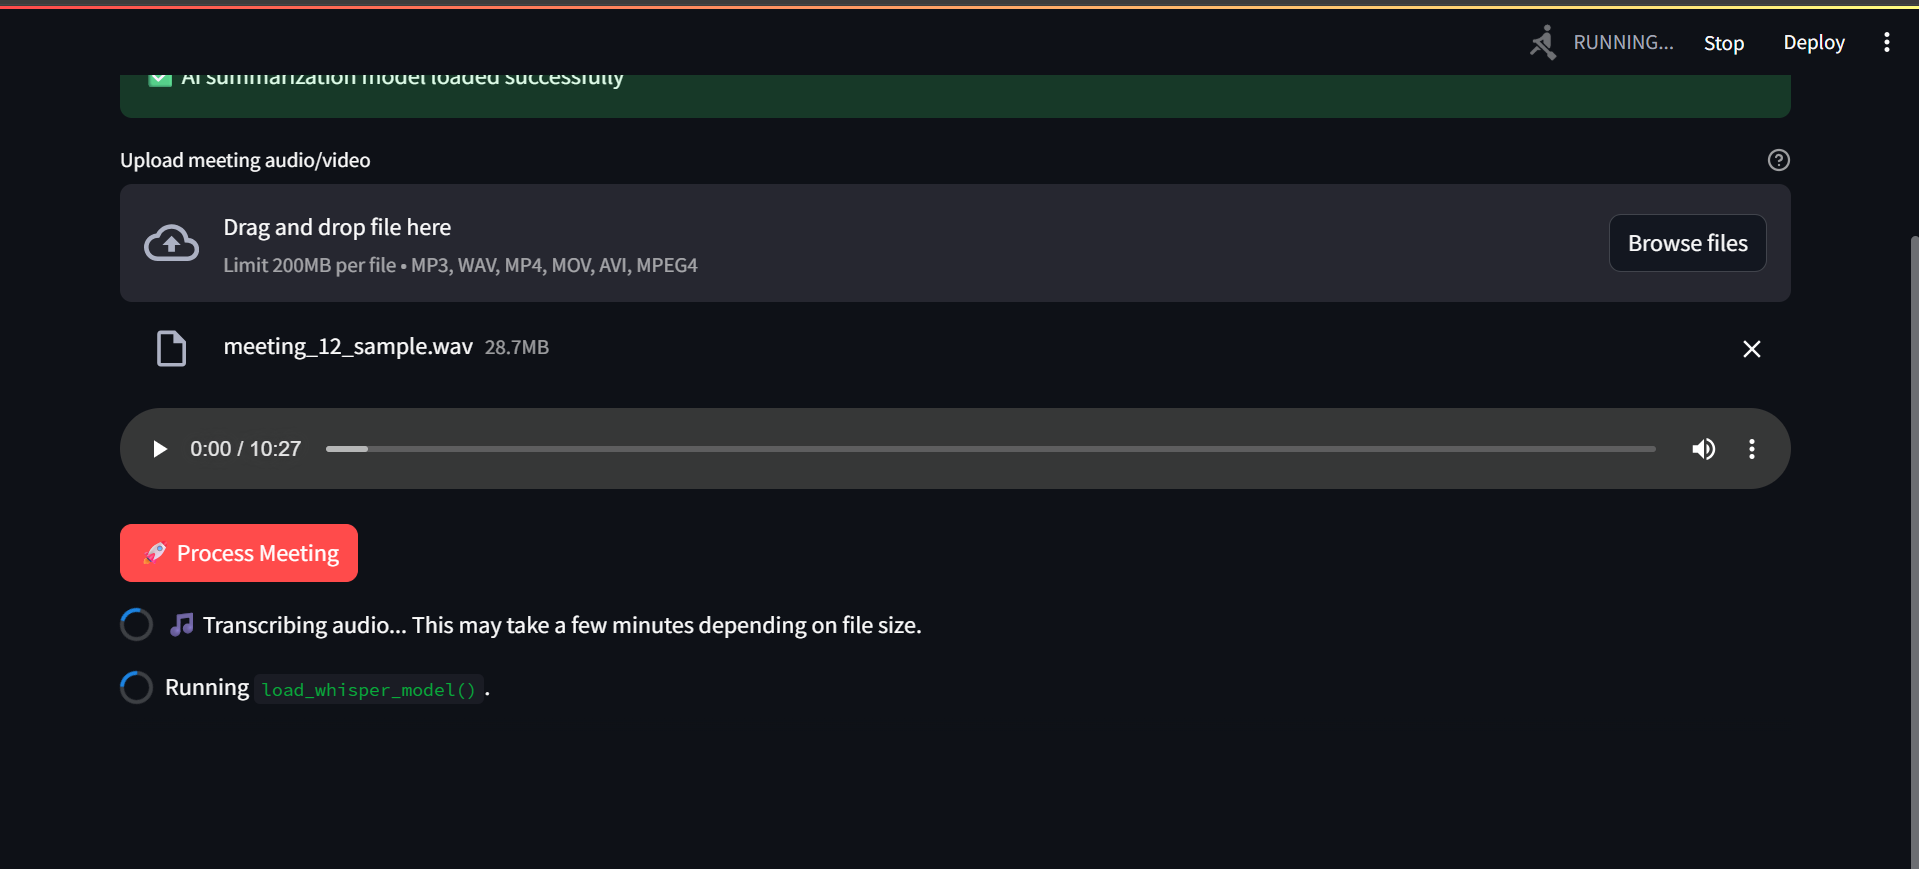 RUNNING... Stop Deploy
AI summarization model loaded successfully
Upload meeting audio/video
Drag and drop file here
Limit 200MB per file • MP3, WAV, MP4, MOV, AVI, MPEG4
Browse files
meeting_12_sample.wav 28.7MB
0:00 / 10:27
Process Meeting
Transcribing audio... This may take a few minutes depending on file size.
Running load_whisper_model() .